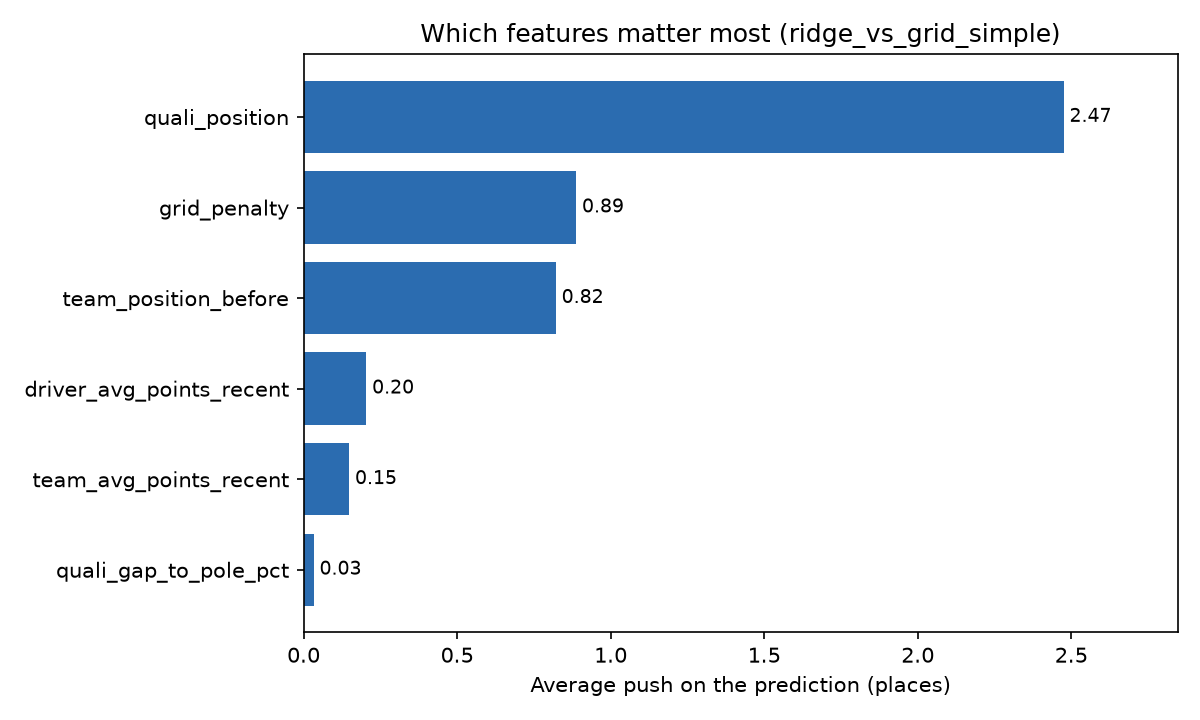 Which features matter most (ridge_vs_grid_simple)
quali_position 2.47
grid_penalty 0.89
team_position_before 0.82
driver_avg_points_recent 0.20
team_avg_points_recent 0.15
quali_gap_to_pole_pct 0.03
0.0 0.5 1.0 1.5 2.0 2.5
Average push on the prediction (places)